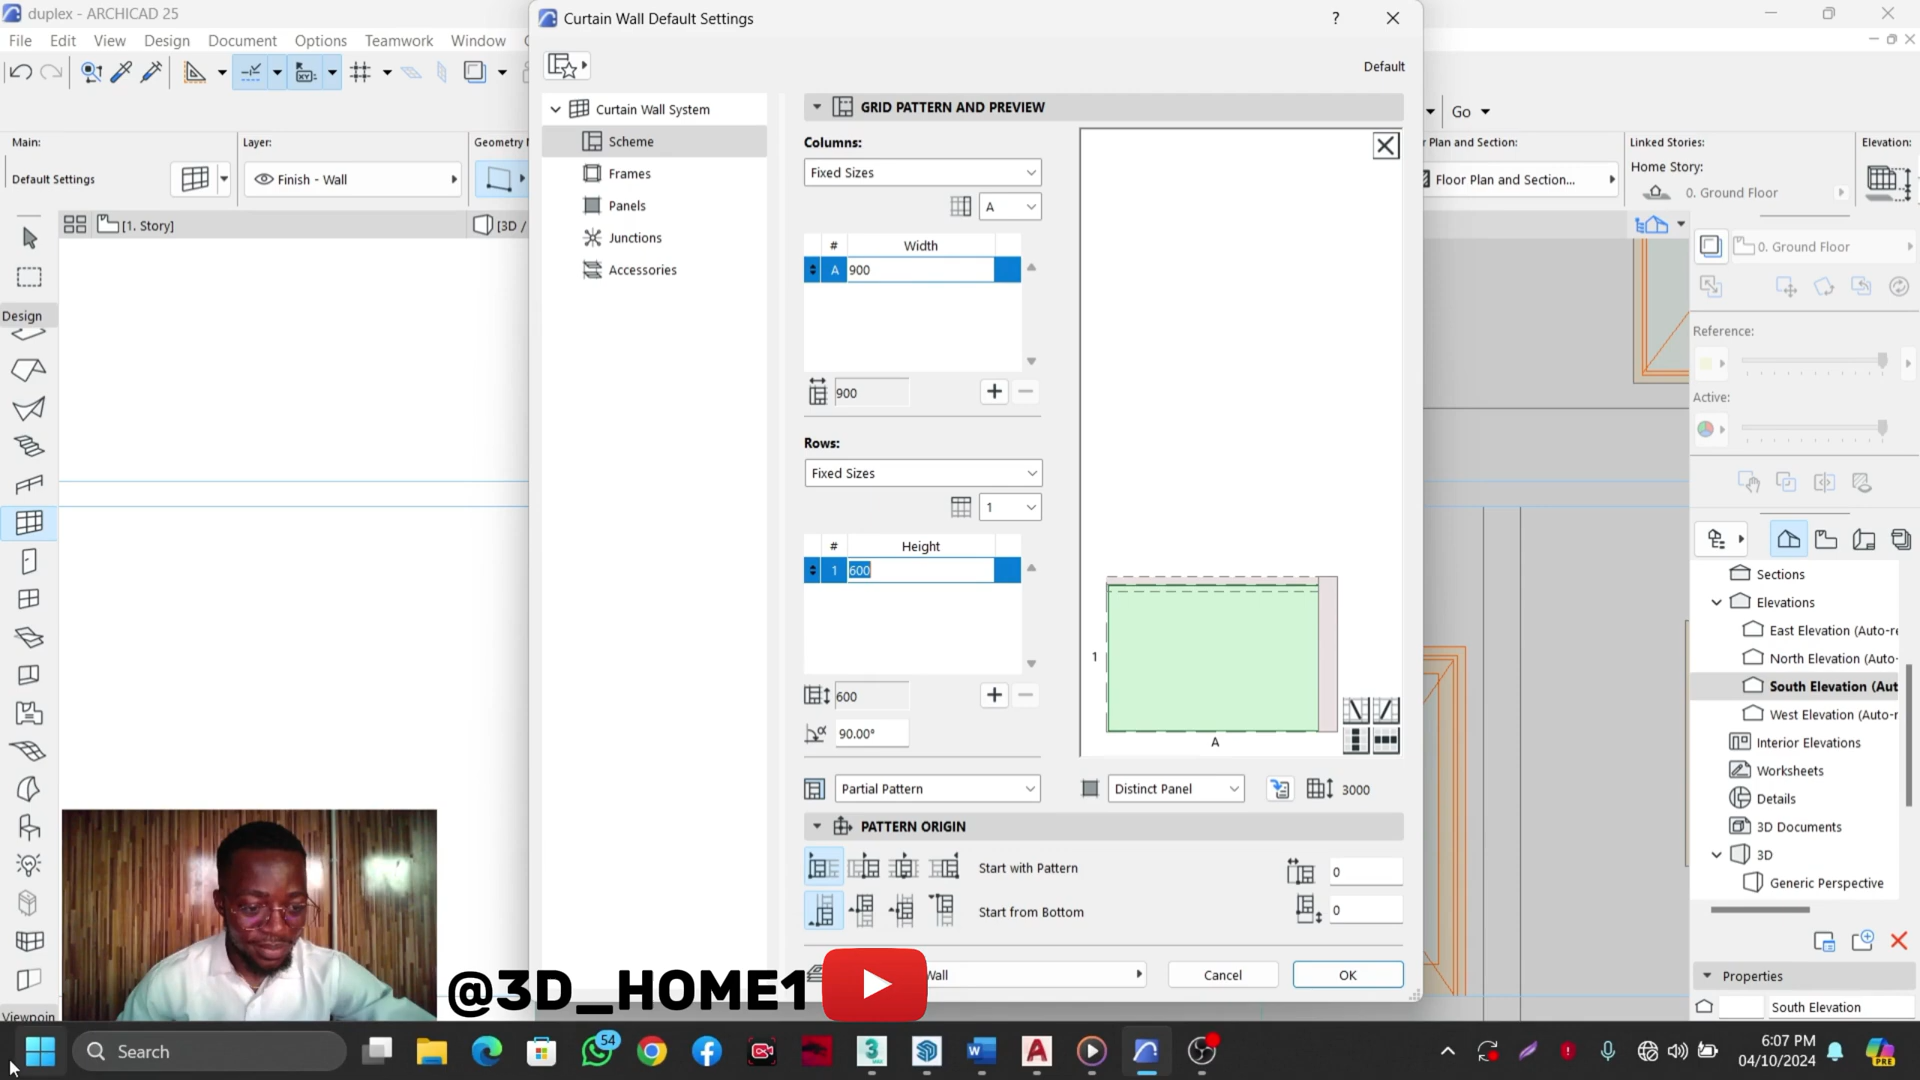 duplex - ARCHICAD 25
File Edit View Design Document Options Teamwork Window
Main:
Layer:
Default Settings
Finish - Wall
[1. Story]
[3D /
Design
Curtain Wall Default Settings
?
Default
Curtain Wall System
Scheme
Frames
Panels
Junctions
Accessories
GRID PATTERN AND PREVIEW
Columns:
Fixed Sizes
A
# Width
A 900
900
Rows:
Fixed Sizes
1
# Height
1 600
600
α 90.00°
1
A
Partial Pattern
Distinct Panel
3000
PATTERN ORIGIN
Start with Pattern
0
Start from Bottom
0
Wall
Cancel
OK
Go
Plan and Section:
Floor Plan and Section...
Linked Stories:
Home Story:
0. Ground Floor
Elevation:
0. Ground Floor
Reference:
Active:
Sections
Elevations
East Elevation (Auto-re
North Elevation (Auto-
South Elevation (Aut
West Elevation (Auto-r
Interior Elevations
Worksheets
Details
3D Documents
3D
Generic Perspective
Properties
South Elevation
@3D_HOME1
Search
54
3
W
A
PRE
6:07 PM
04/10/2024